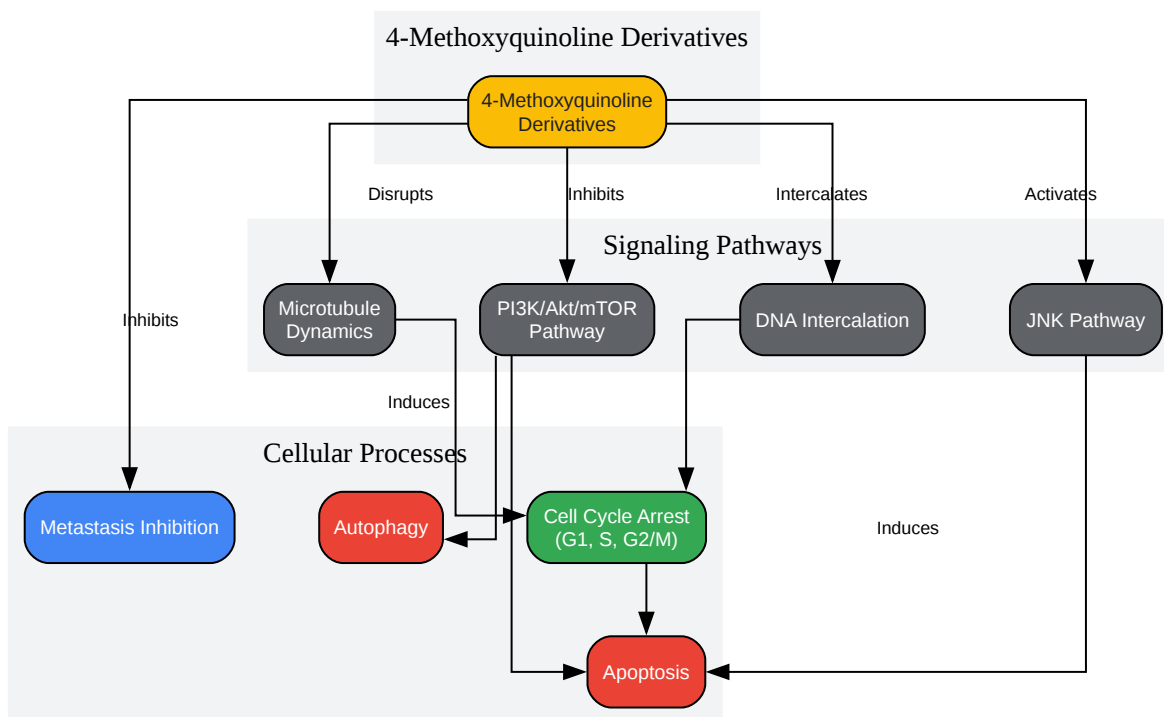 4-Methoxyquinoline Derivatives
4-Methoxyquinoline
Derivatives
Disrupts
Inhibits
Intercalates
Activates
Signaling Pathways
Microtubule
Dynamics
PI3K/Akt/mTOR
Pathway
DNA Intercalation
JNK Pathway
Inhibits
Induces
Cellular Processes
Metastasis Inhibition
Autophagy
Cell Cycle Arrest
(G1, S, G2/M)
Induces
Apoptosis